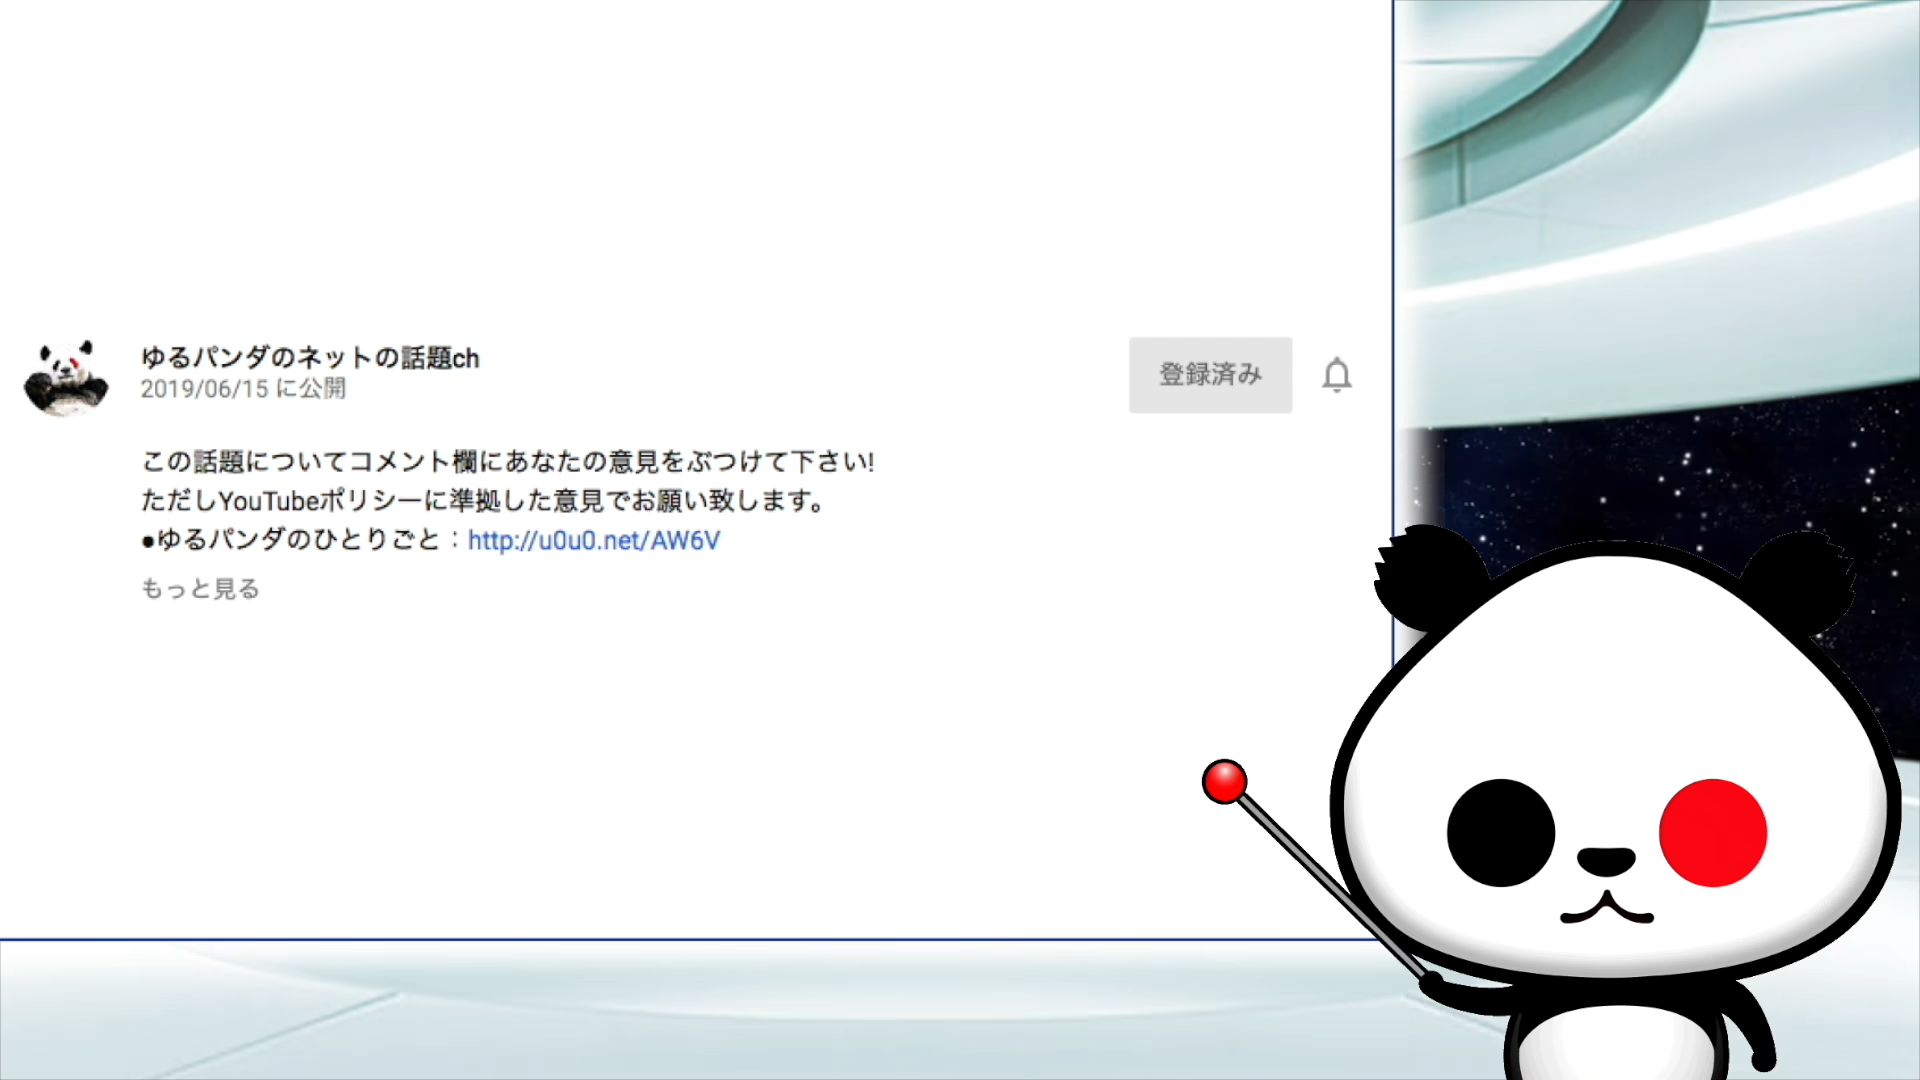 ゆるパンダのネットの話題ch
2019/06/15 に公開
登録済み
この話題についてコメント欄にあなたの意見をぶつけて下さい!
ただしYouTubeポリシーに準拠した意見でお願い致します。
●ゆるパンダのひとりごと：http://u0u0.net/AW6V
もっと見る